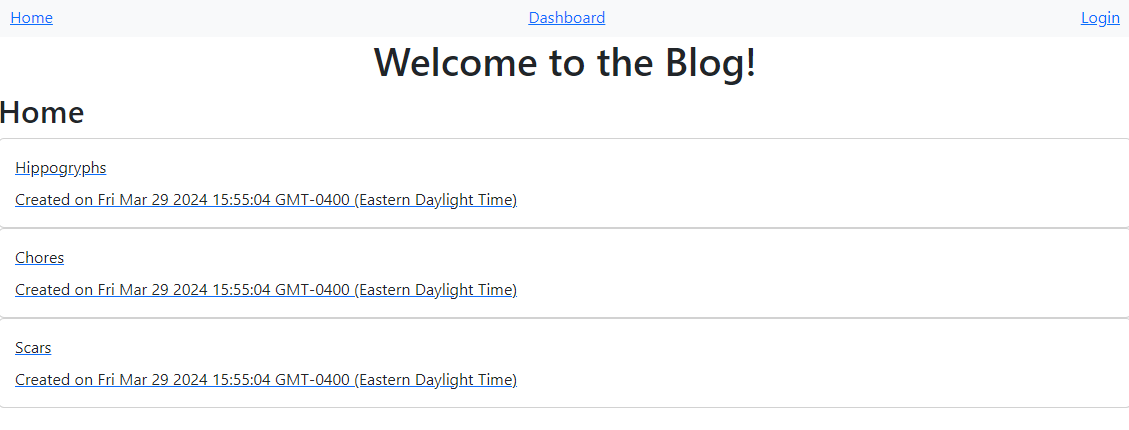 Home Dashboard Login
Welcome to the Blog!
Home
Hippogryphs
Created on Fri Mar 29 2024 15:55:04 GMT-0400 (Eastern Daylight Time)
Chores
Created on Fri Mar 29 2024 15:55:04 GMT-0400 (Eastern Daylight Time)
Scars
Created on Fri Mar 29 2024 15:55:04 GMT-0400 (Eastern Daylight Time)